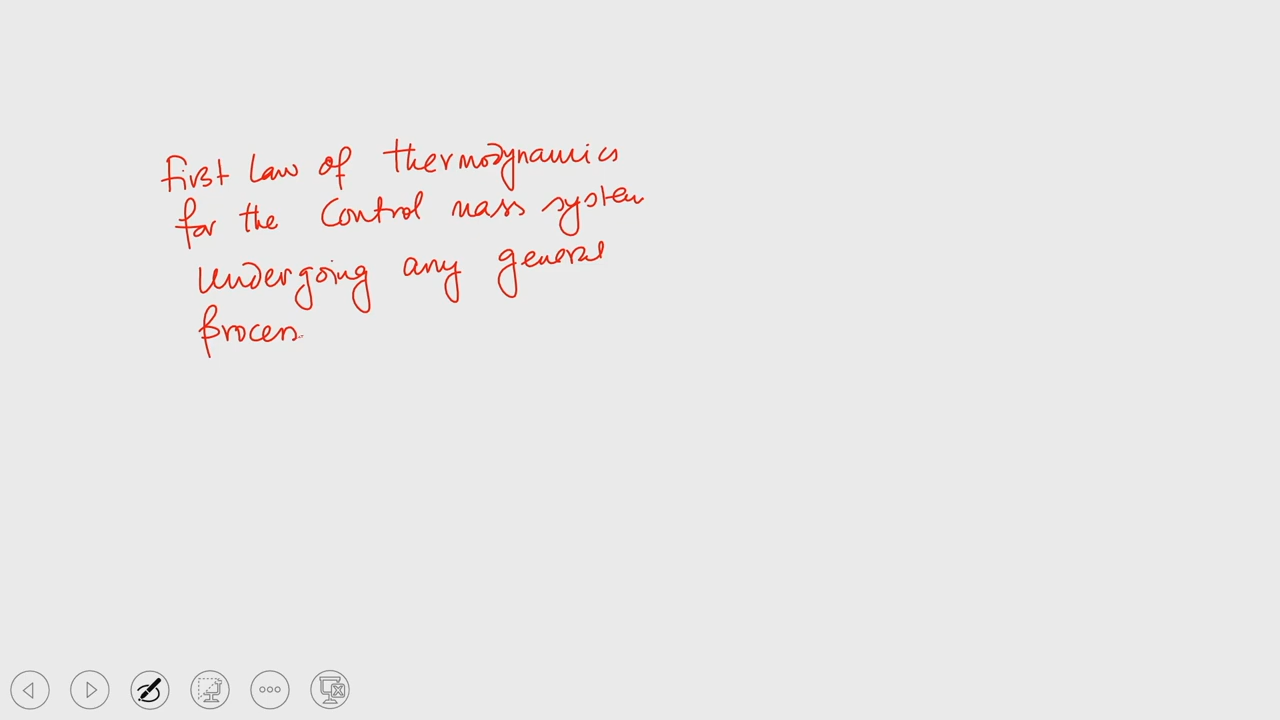 First Law of thermodynamics
for the Control mass system
undergoing any general
process